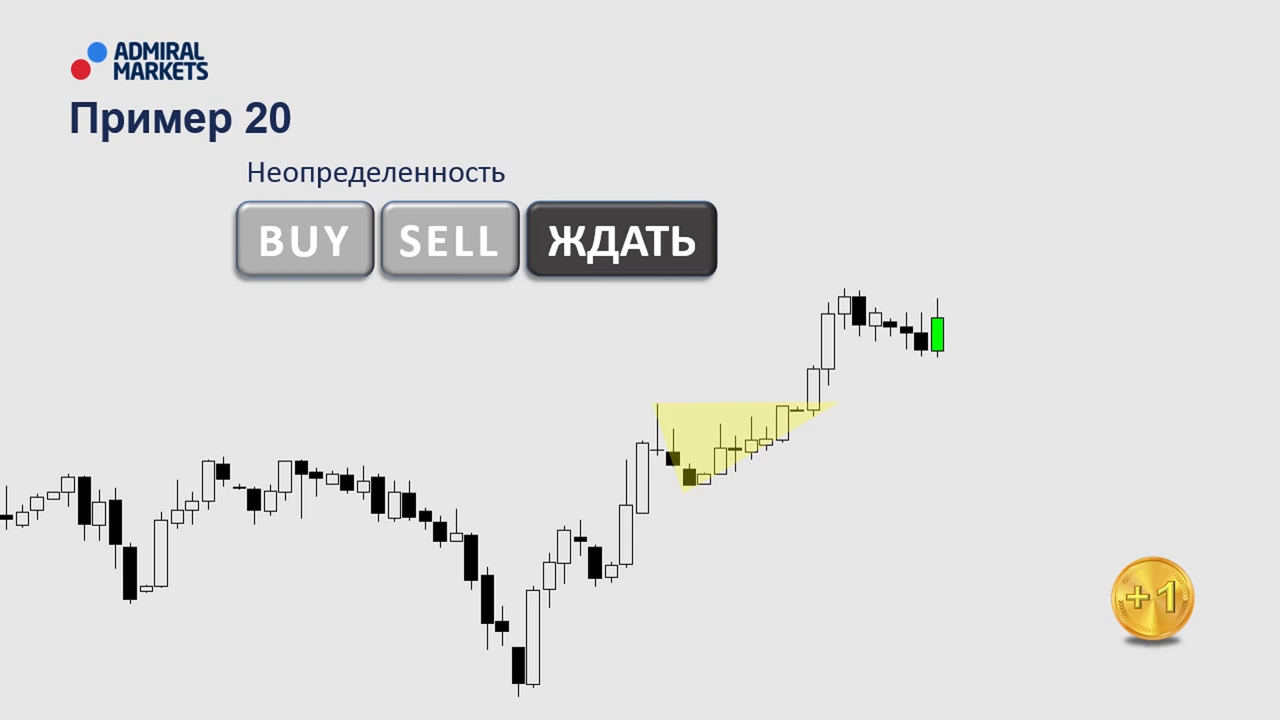 ADMIRAL
MARKETS
Пример 20
Неопределенность
BUY SELL ЖДАТЬ
+1